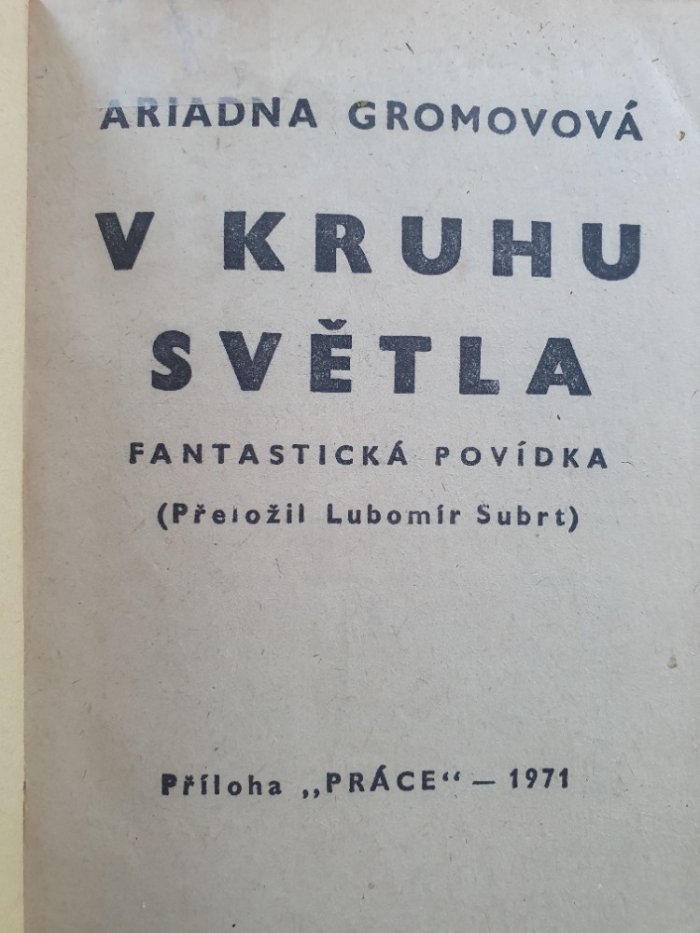 ARIADNA GROMOVOVÁ
V KRUHU
SVĚTLA
FANTASTICKÁ POVÍDKA
(Přeložil Lubomír Subrt)
Příloha „PRÁCE“ — 1971